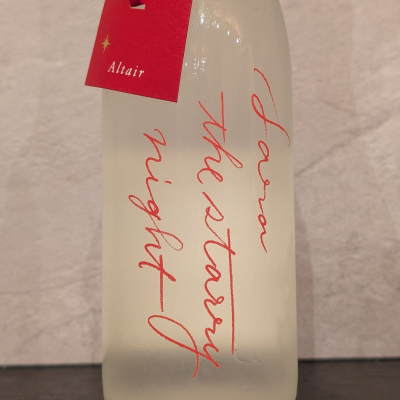 Altair
Sara
the starry
night